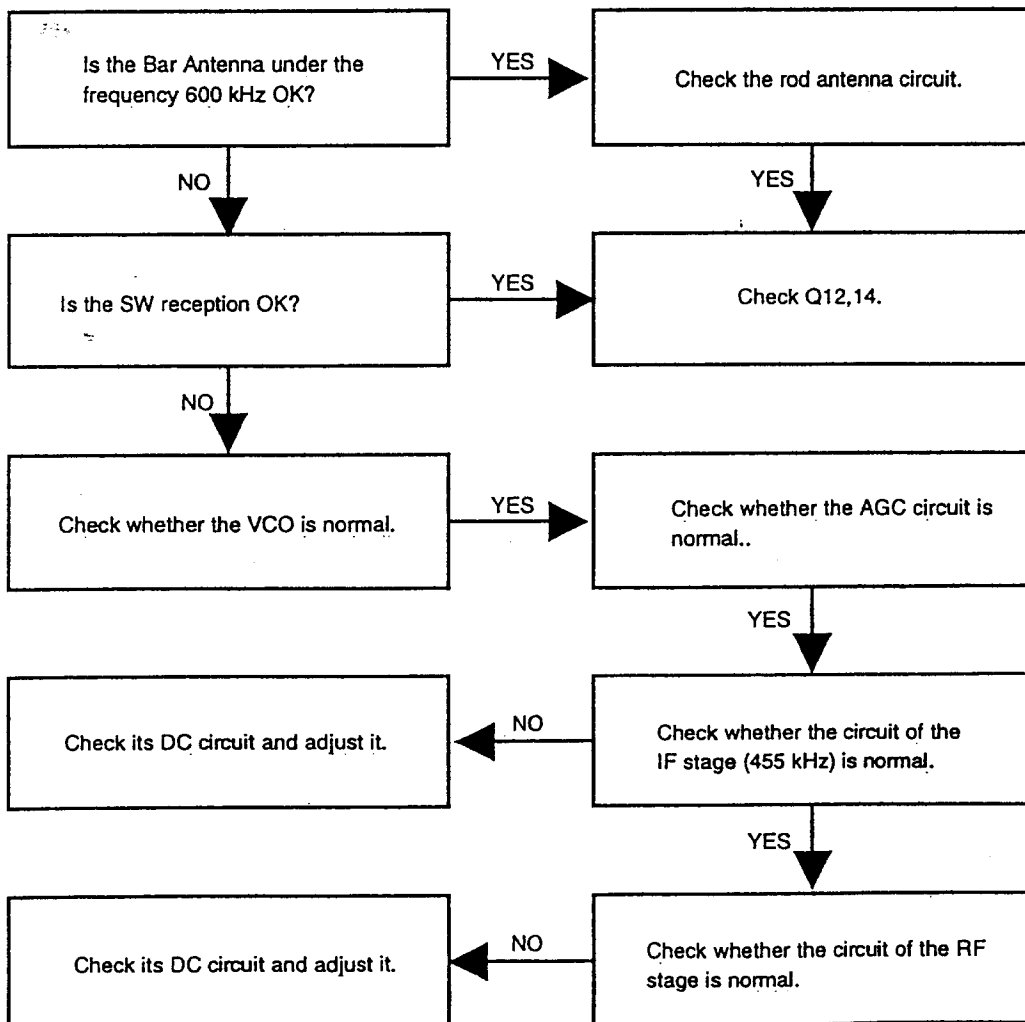 Is the Bar Antenna under the
frequency 600 kHz OK?
YES
Check the rod antenna circuit.
NO
YES
Is the SW reception OK?
YES
Check Q12,14.
NO
Check whether the VCO is normal.
YES
Check whether the AGC circuit is
normal..
YES
Check its DC circuit and adjust it.
NO
Check whether the circuit of the
IF stage (455 kHz) is normal.
YES
Check its DC circuit and adjust it.
NO
Check whether the circuit of the RF
stage is normal.